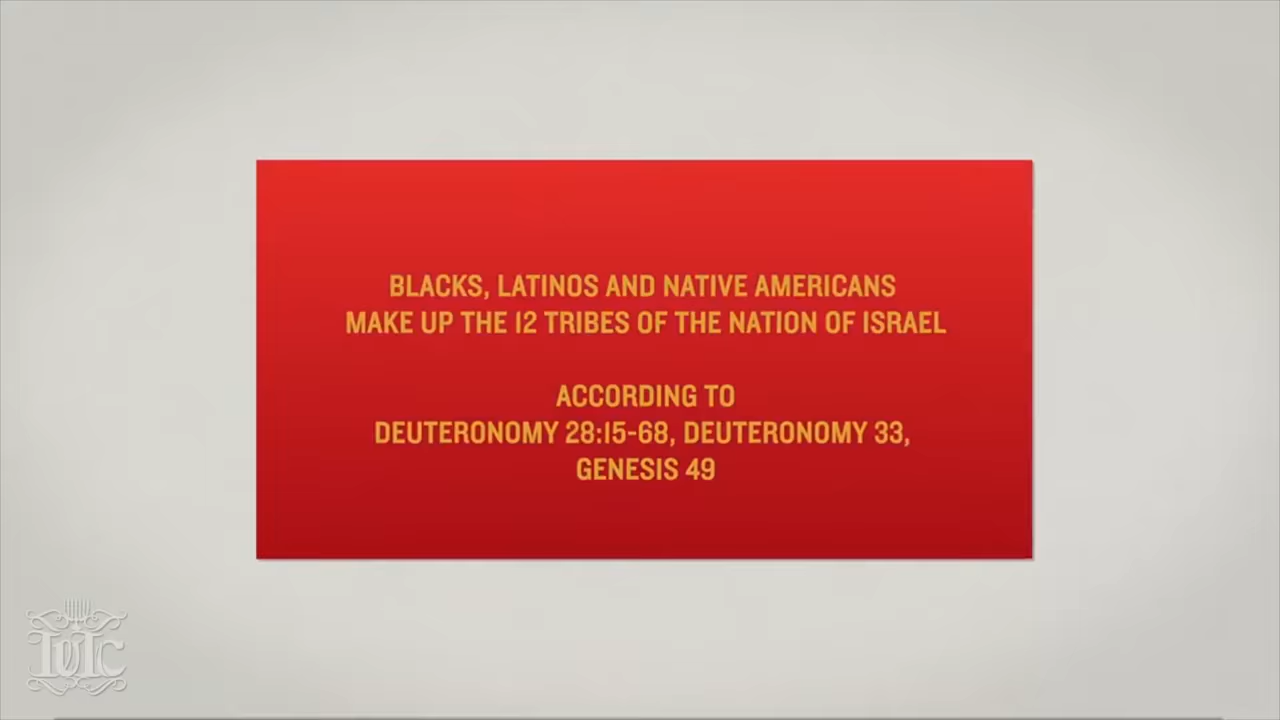 BLACKS, LATINOS AND NATIVE AMERICANS
MAKE UP THE 12 TRIBES OF THE NATION OF ISRAEL
ACCORDING TO
DEUTERONOMY 28:15-68, DEUTERONOMY 33,
GENESIS 49
IUIC